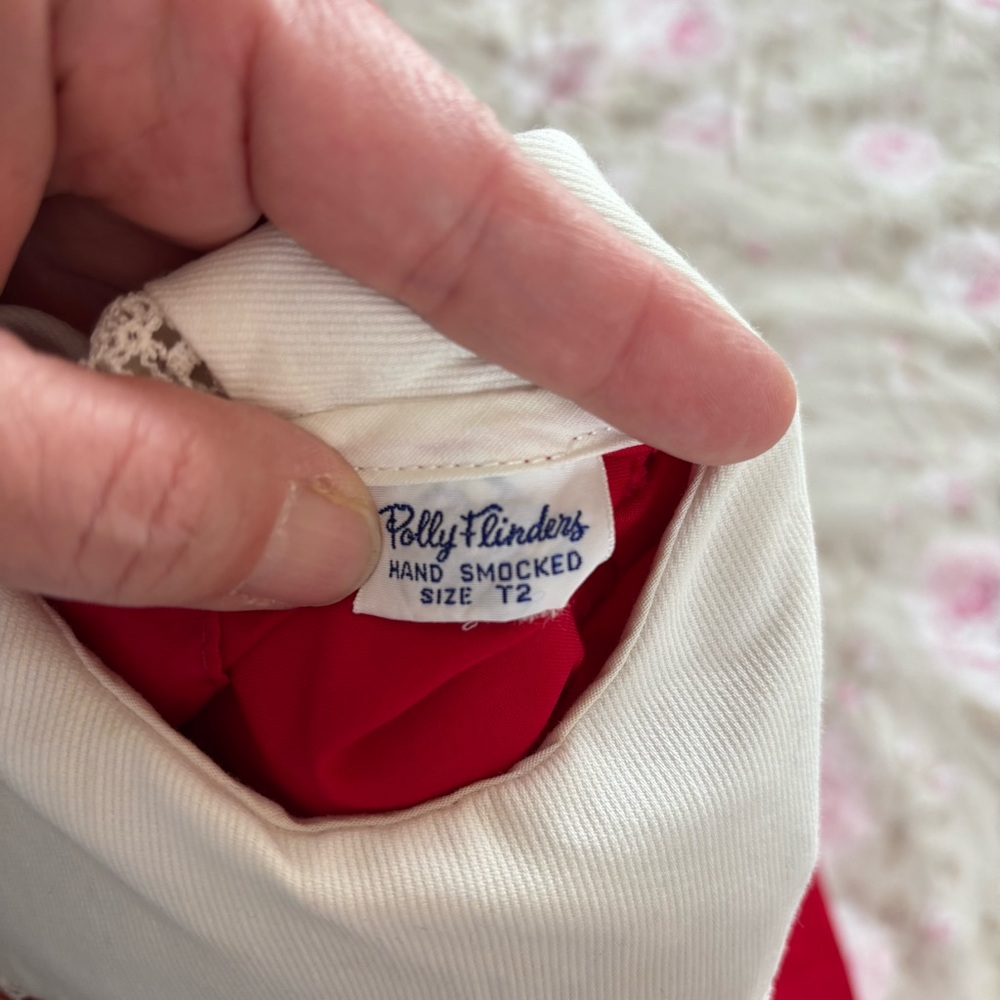 Polly Flinders
HAND SMOCKED
SIZE T2